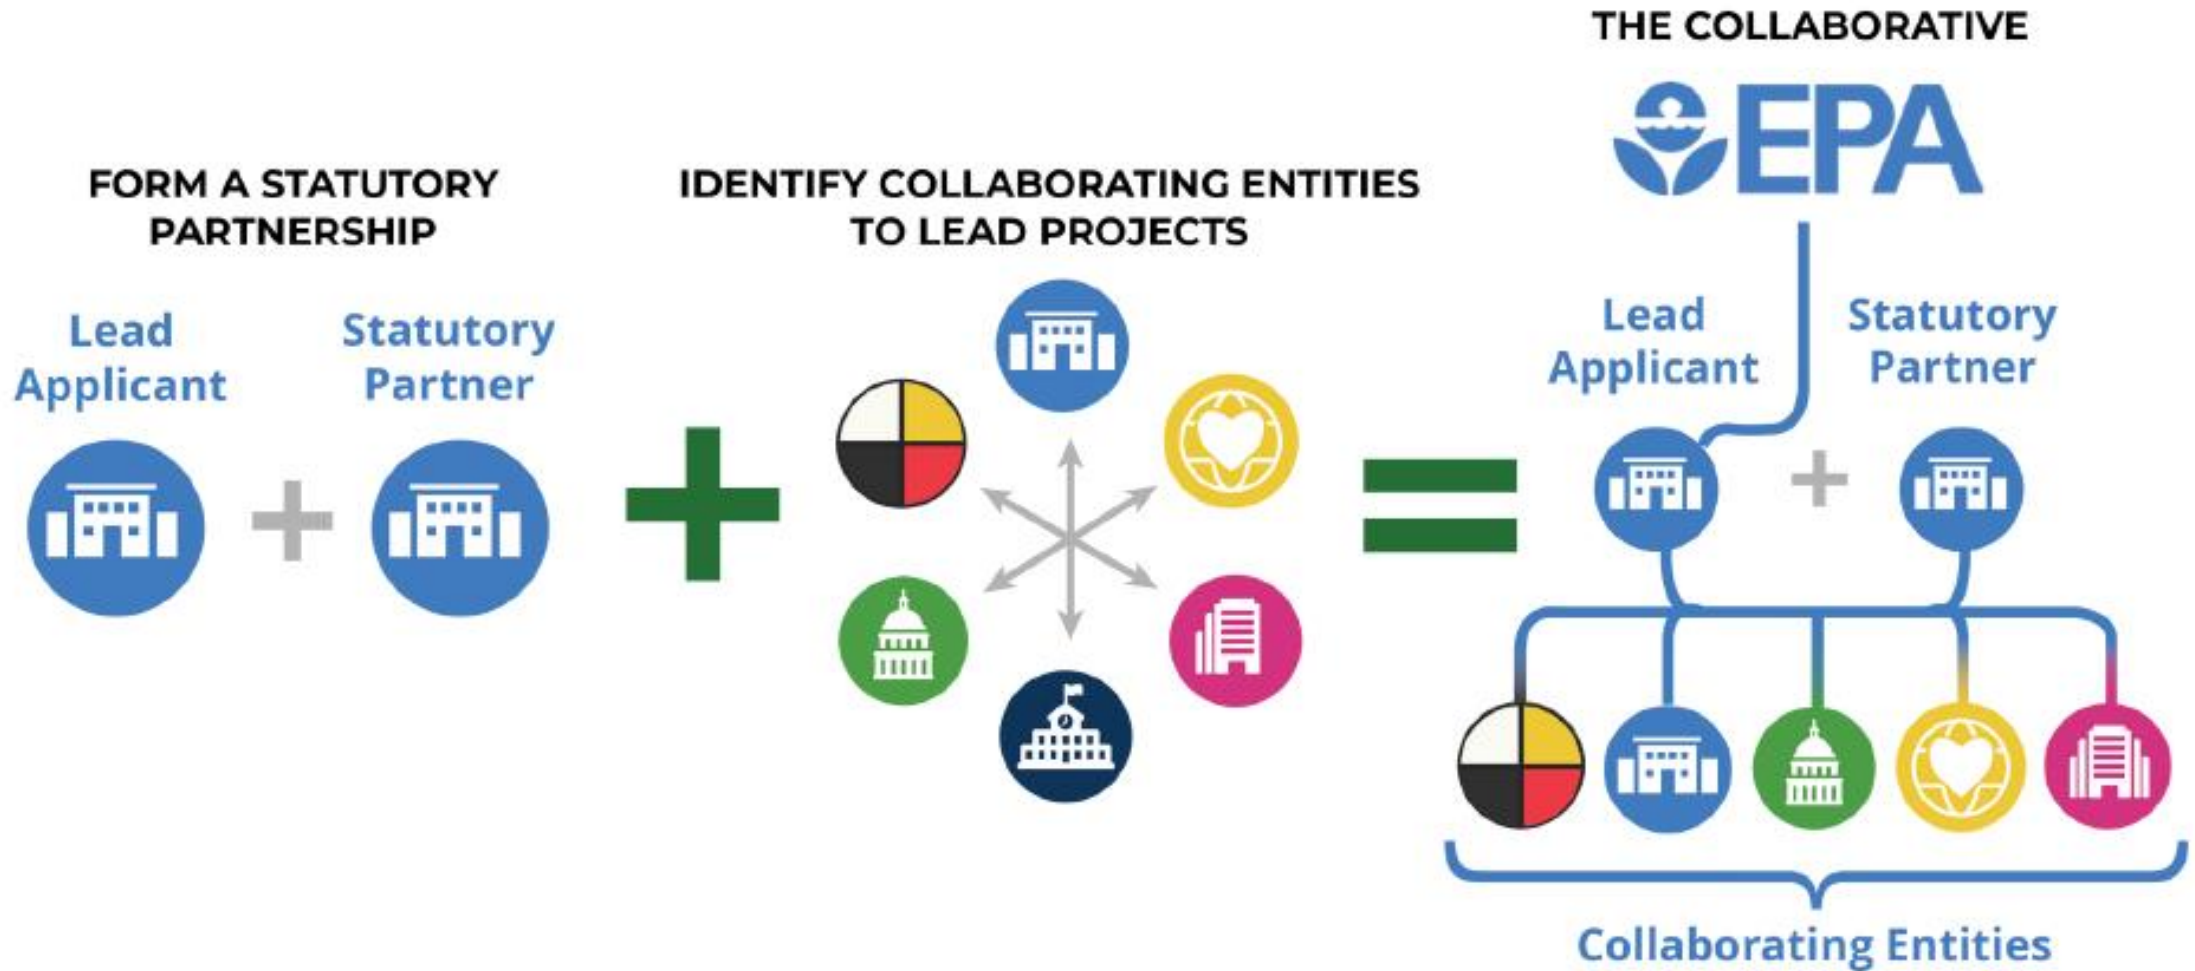 FORM A STATUTORY
PARTNERSHIP
Lead
Applicant
Statutory
Partner
IDENTIFY COLLABORATING ENTITIES
TO LEAD PROJECTS
THE COLLABORATIVE
EPA
Lead
Applicant
Statutory
Partner
Collaborating Entities